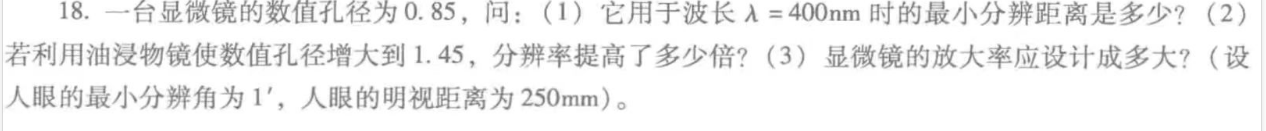 18. 一台显微镜的数值孔径为 0. 85，问：（1）它用于波长 λ = 400nm 时的最小分辨距离是多少？（2）
若利用油浸物镜使数值孔径增大到 1. 45，分辨率提高了多少倍？（3）显微镜的放大率应设计成多大？（设
人眼的最小分辨角为 1′，人眼的明视距离为 250mm）。